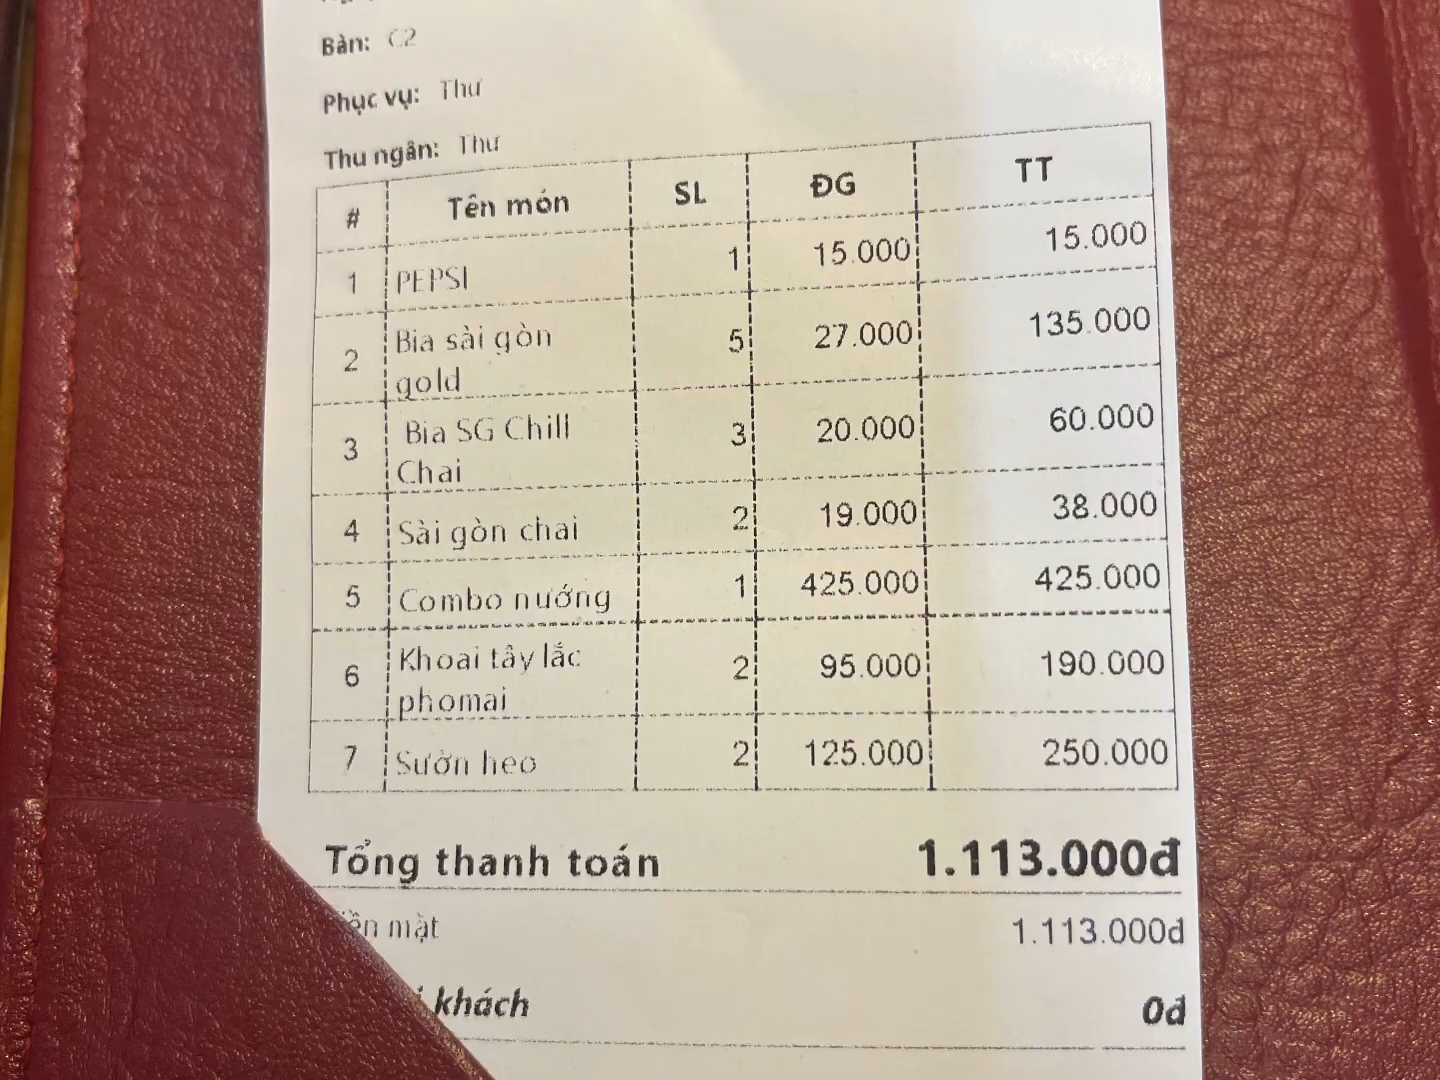 Bàn: C2
Phục vụ: Thư
Thu ngân: Thư
# Tên món SL ĐG TT
1 PEPSI 1 15.000 15.000
2 Bia sài gòn gold 5 27.000 135.000
3 Bia SG Chill Chai 3 20.000 60.000
4 Sài gòn chai 2 19.000 38.000
5 Combo nướng 1 425.000 425.000
6 Khoai tây lắc phomai 2 95.000 190.000
7 Sườn heo 2 125.000 250.000
Tổng thanh toán 1.113.000đ
mặt 1.113.000đ
khách 0đ